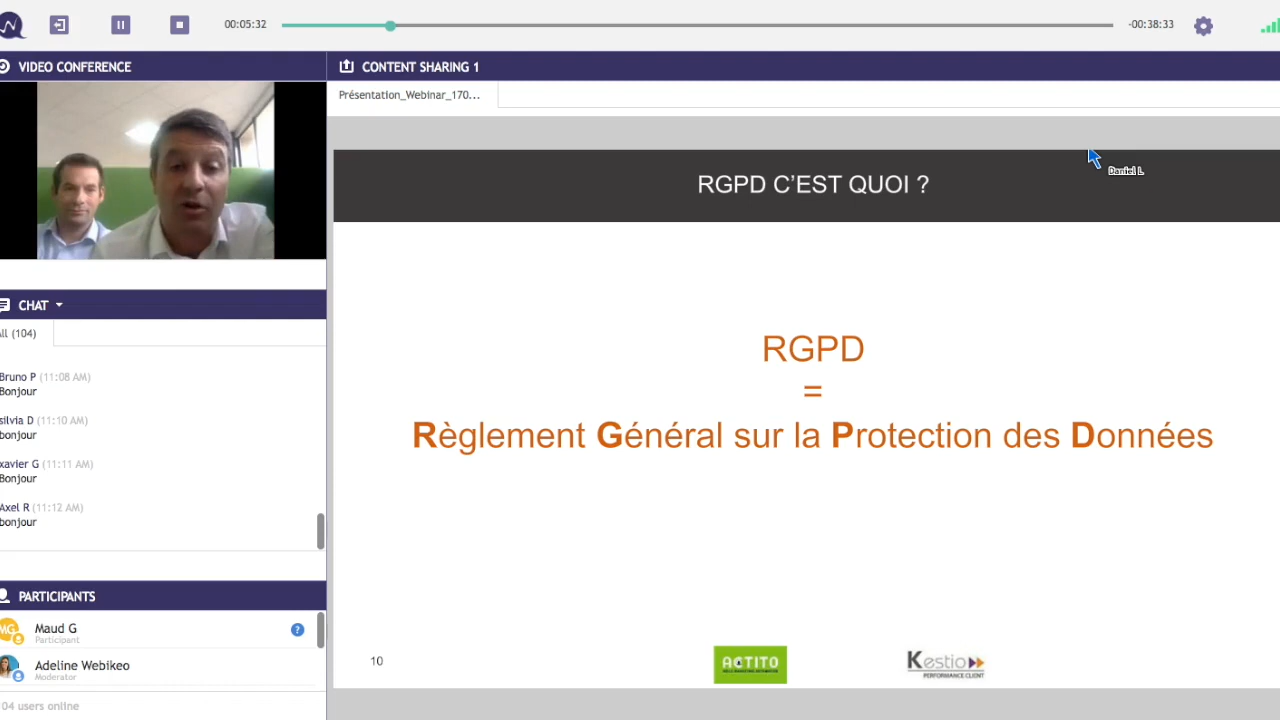 00:05:32
-00:38:33
VIDEO CONFERENCE
CONTENT SHARING 1
Présentation_Webinar_170...
Daniel L
RGPD C'EST QUOI ?
RGPD
=
Règlement Général sur la Protection des Données
10
ACTITO
Kestio
PERFORMANCE CLIENT
CHAT
All (104)
Bruno P (11:08 AM)
Bonjour
silvia D (11:10 AM)
bonjour
xavier G (11:11 AM)
Bonjour
Axel R (11:12 AM)
bonjour
PARTICIPANTS
MG
Maud G
Participant
?
Adeline Webikeo
Moderator
04 users online